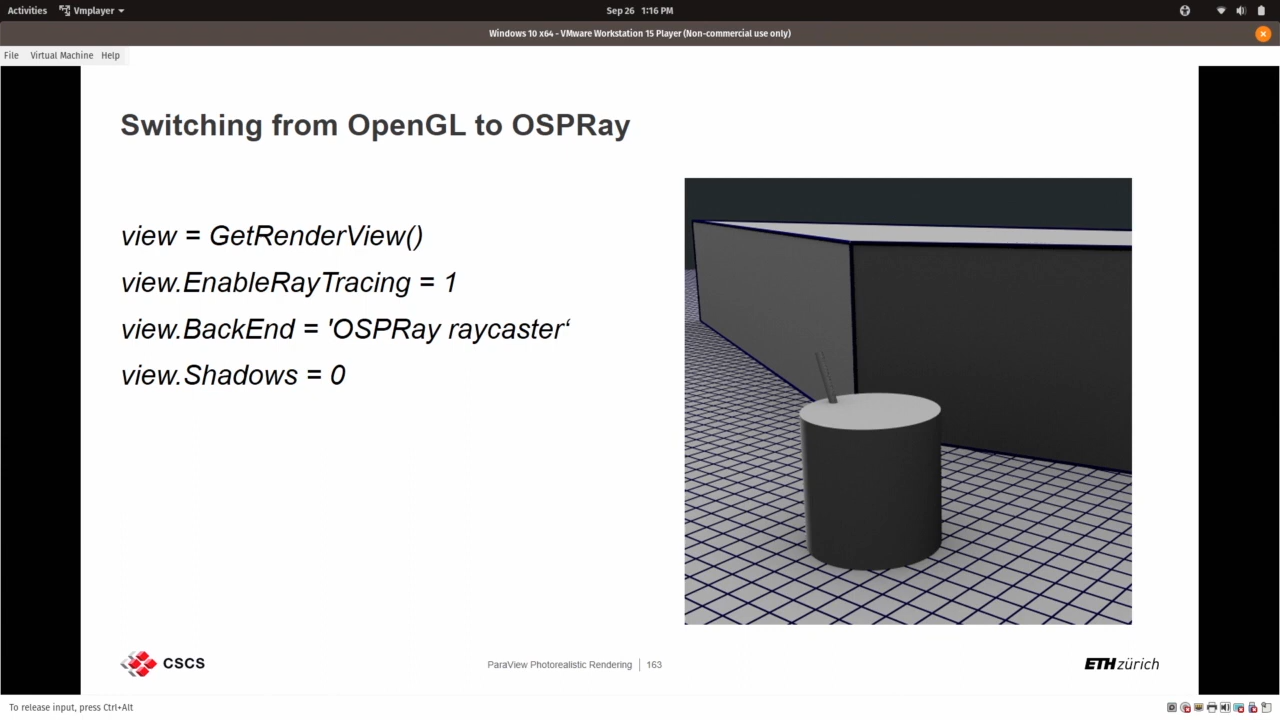 Activities Vmplayer Sep 26 1:16 PM
Windows 10 x64 - VMware Workstation 15 Player (Non-commercial use only)
File Virtual Machine Help
Switching from OpenGL to OSPRay
view = GetRenderView()
view.EnableRayTracing = 1
view.BackEnd = 'OSPRay raycaster‘
view.Shadows = 0
CSCS ParaView Photorealistic Rendering 163 ETHzürich
To release input, press Ctrl+Alt